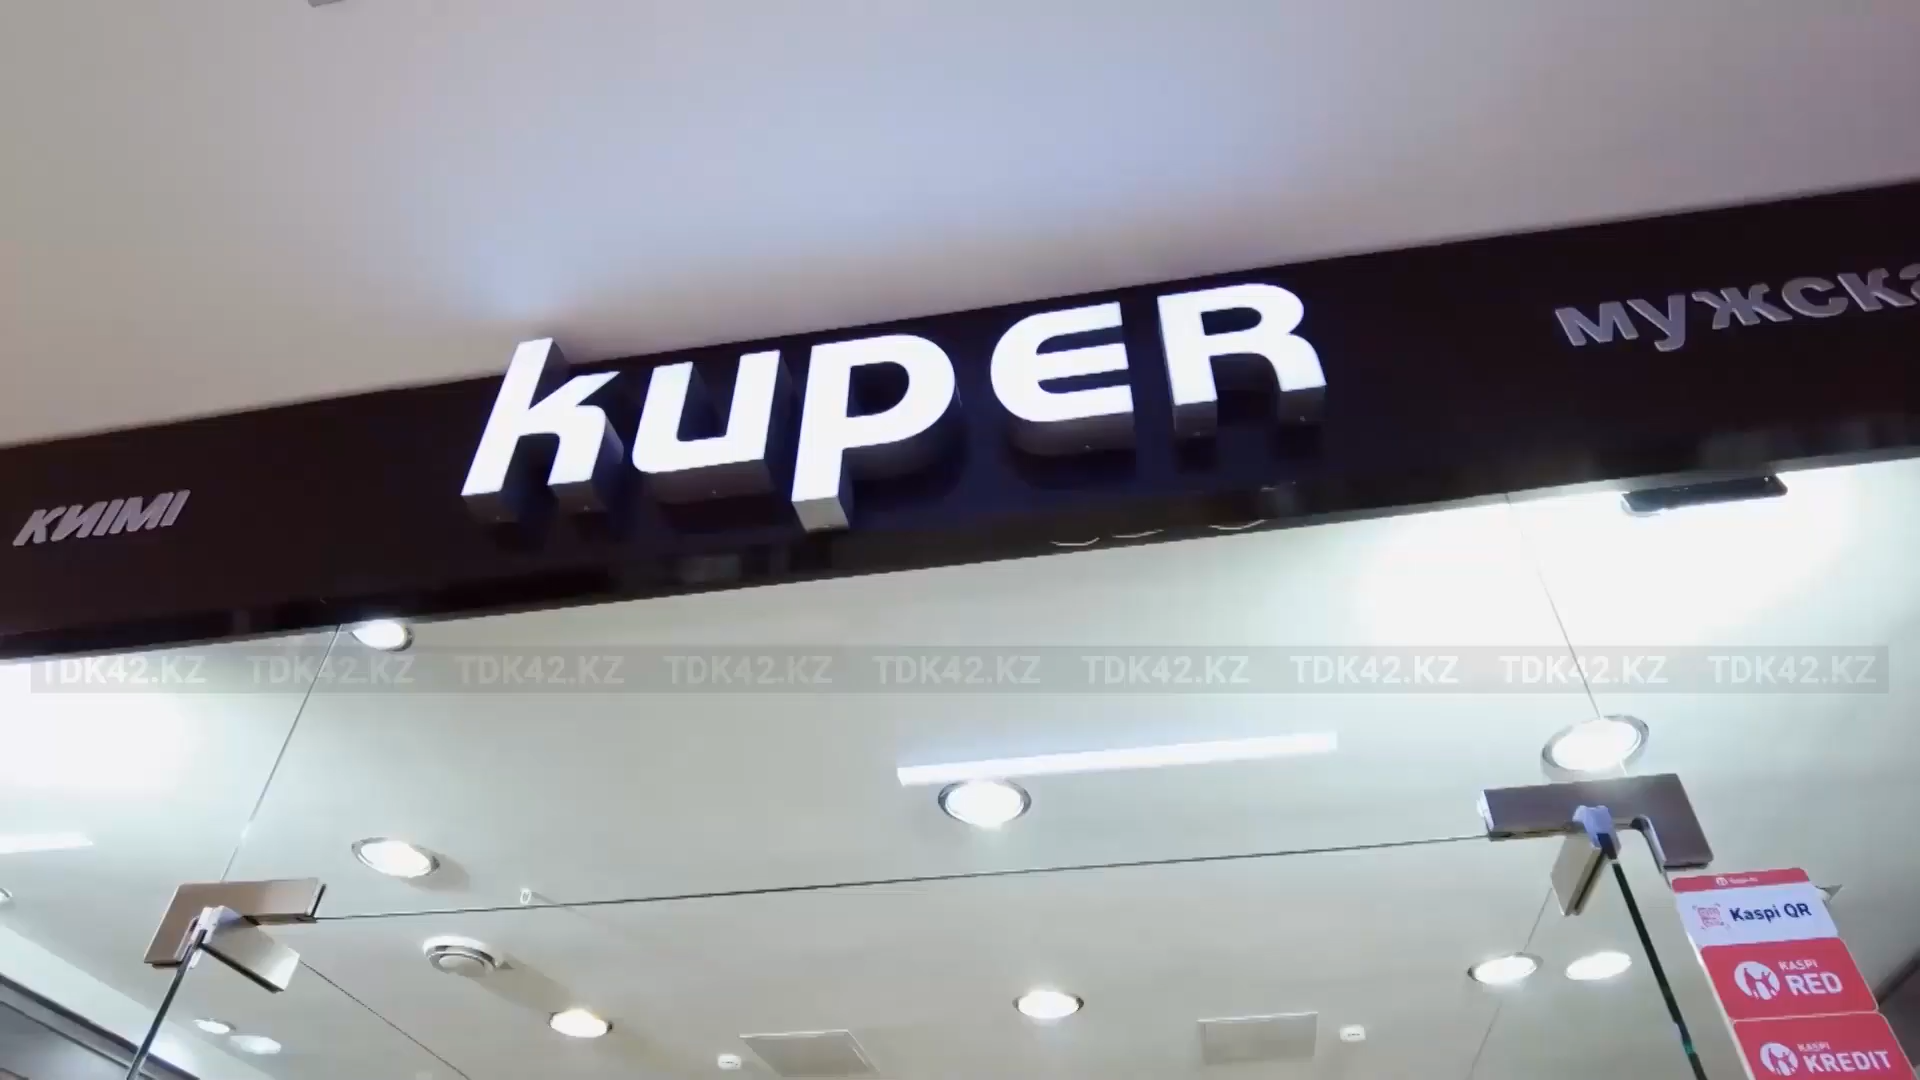 мужска
kupER
КИІМІ
TDK42.KZ TDK42.KZ TDK42.KZ TDK42.KZ TDK42.KZ TDK42.KZ TDK42.KZ TDK42.KZ TDK42.KZ
Kaspi QR
KASPI
RED
KASPI
KREDIT